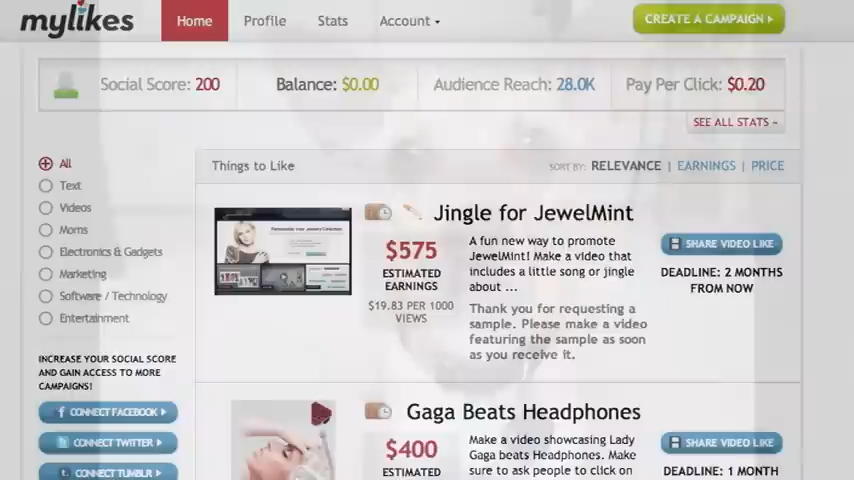 mylikes
Home
Profile
Stats
Account
CREATE A CAMPAIGN
Social Score: 200
Balance: $0.00
Audience Reach: 28.0K
Pay Per Click: $0.20
SEE ALL STATS
All
Text
Videos
Moms
Electronics & Gadgets
Marketing
Software / Technology
Entertainment
INCREASE YOUR SOCIAL SCORE
AND GAIN ACCESS TO MORE
CAMPAIGNS!
CONNECT FACEBOOK
CONNECT TWITTER
CONNECT TUMBLR
Things to Like
SORT BY: RELEVANCE | EARNINGS | PRICE
Jingle for JewelMint
$575
ESTIMATED
EARNINGS
$19.83 PER 1000
VIEWS
A fun new way to promote
JewelMint! Make a video that
includes a little song or jingle
about ...
Thank you for requesting a
sample. Please make a video
featuring the sample as soon
as you receive it.
SHARE VIDEO LIKE
DEADLINE: 2 MONTHS
FROM NOW
Gaga Beats Headphones
$400
ESTIMATED
Make a video showcasing Lady
Gaga beats Headphones. Make
sure to ask people to click on
SHARE VIDEO LIKE
DEADLINE: 1 MONTH